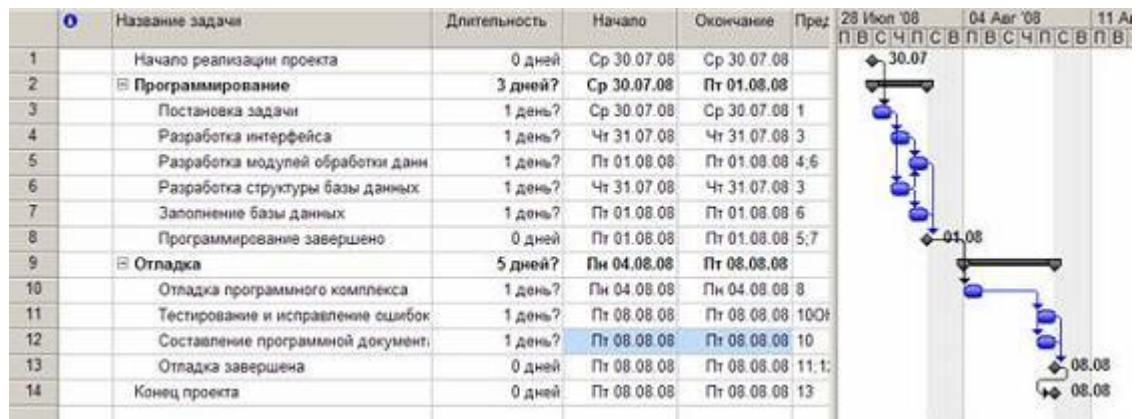 Название задачи Длительность Начало Окончание Пред 28 Июл '08 04 Авг '08 11 А
П В С Ч П С В П В С Ч П С В П В
1 Начало реализации проекта 0 дней Ср 30.07.08 Ср 30.07.08 30.07
2 Программирование 3 дней? Ср 30.07.08 Пт 01.08.08
3 Постановка задачи 1 день? Ср 30.07.08 Ср 30.07.08 1
4 Разработка интерфейса 1 день? Чт 31.07.08 Чт 31.07.08 3
5 Разработка модулей обработки данн 1 день? Пт 01.08.08 Пт 01.08.08 4;6
6 Разработка структуры базы данных 1 день? Чт 31.07.08 Чт 31.07.08 3
7 Заполнение базы данных 1 день? Пт 01.08.08 Пт 01.08.08 6
8 Программирование завершено 0 дней Пт 01.08.08 Пт 01.08.08 5;7 01.08
9 Отладка 5 дней? Пн 04.08.08 Пт 08.08.08
10 Отладка программного комплекса 1 день? Пн 04.08.08 Пн 04.08.08 8
11 Тестирование и исправление ошибок 1 день? Пт 08.08.08 Пт 08.08.08 10ОН
12 Составление программной документ 1 день? Пт 08.08.08 Пт 08.08.08 10
13 Отладка завершена 0 дней Пт 08.08.08 Пт 08.08.08 11;1 08.08
14 Конец проекта 0 дней Пт 08.08.08 Пт 08.08.08 13 08.08